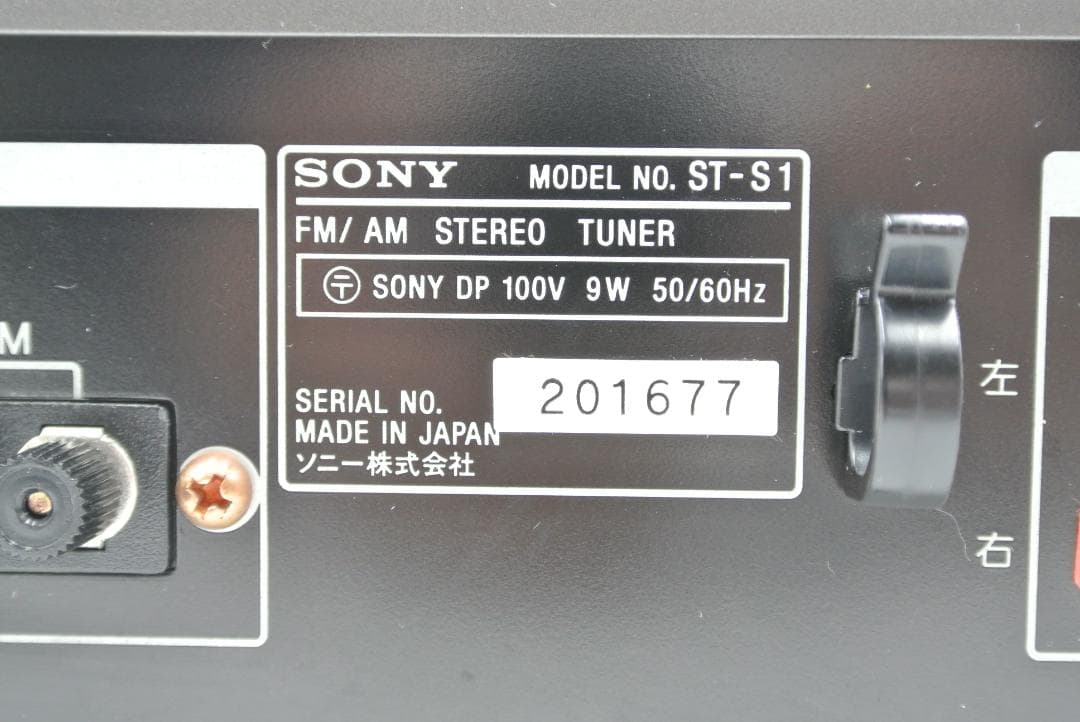 SONY MODEL NO. ST-S1
FM/AM STEREO TUNER
〒 SONY DP 100V 9W 50/60Hz
SERIAL NO. 201677
MADE IN JAPAN
ソニー株式会社
M
左
右